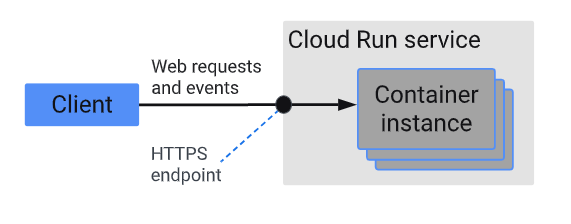 Cloud Run service
Web requests
and events
Client
Container
instance
HTTPS
endpoint